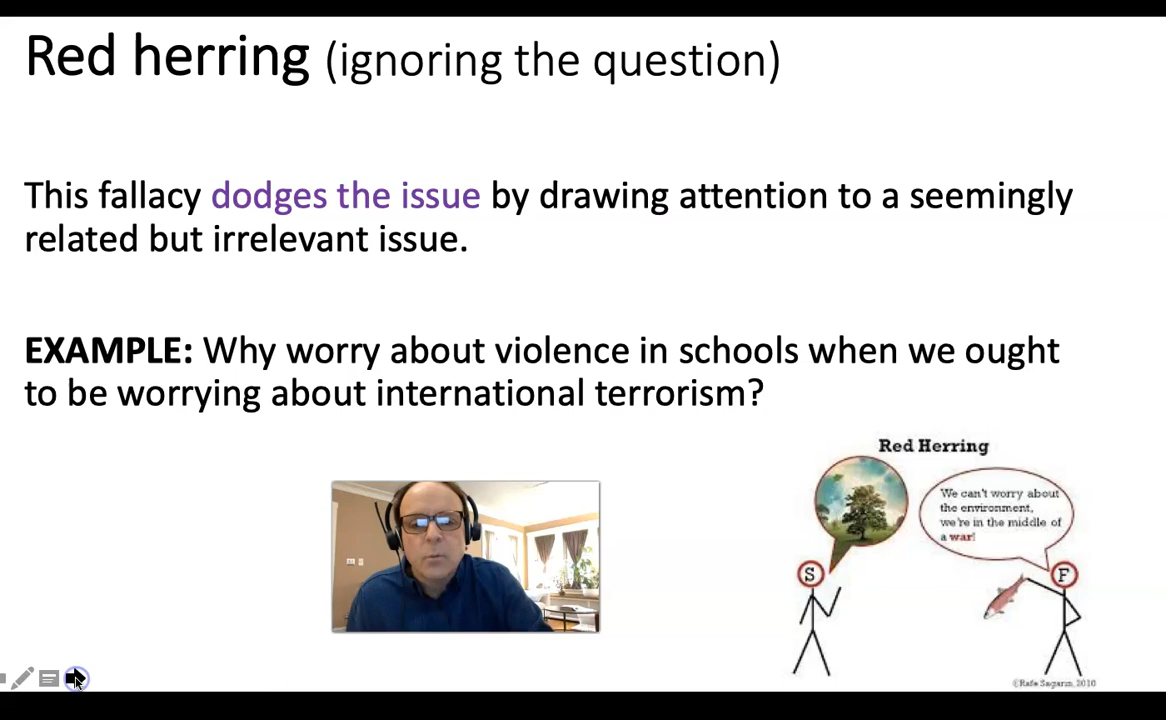 Red herring (ignoring the question)
This fallacy dodges the issue by drawing attention to a seemingly
related but irrelevant issue.
EXAMPLE: Why worry about violence in schools when we ought
to be worrying about international terrorism?
Red Herring
We can't worry about
the environment,
we're in the middle of
a war!
S
F
©Rafe Sagarin, 2010